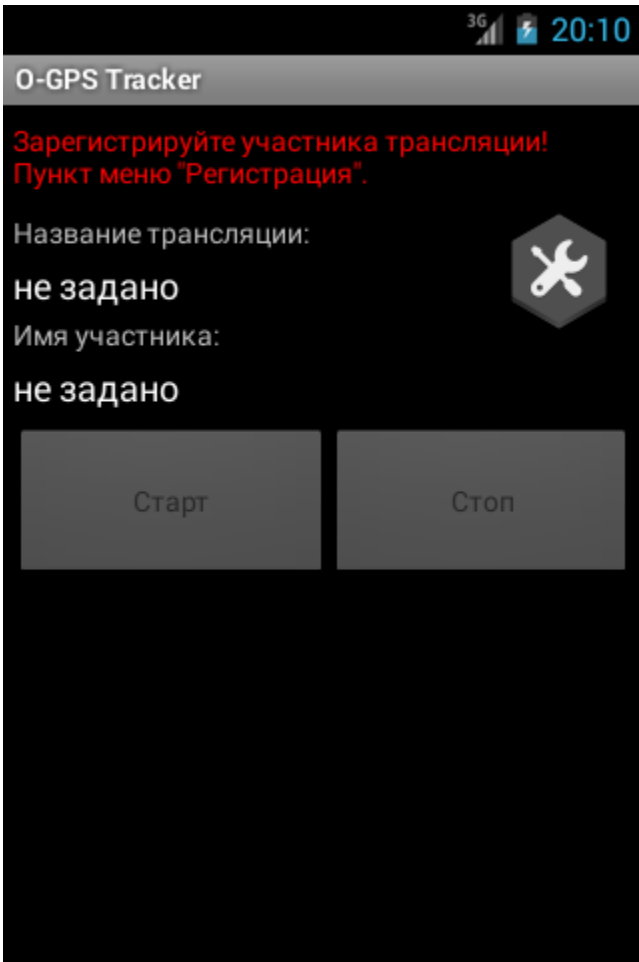 3G 20:10
O-GPS Tracker
Зарегистрируйте участника трансляции!
Пункт меню "Регистрация".
Название трансляции:
не задано
Имя участника:
не задано
Старт Стоп